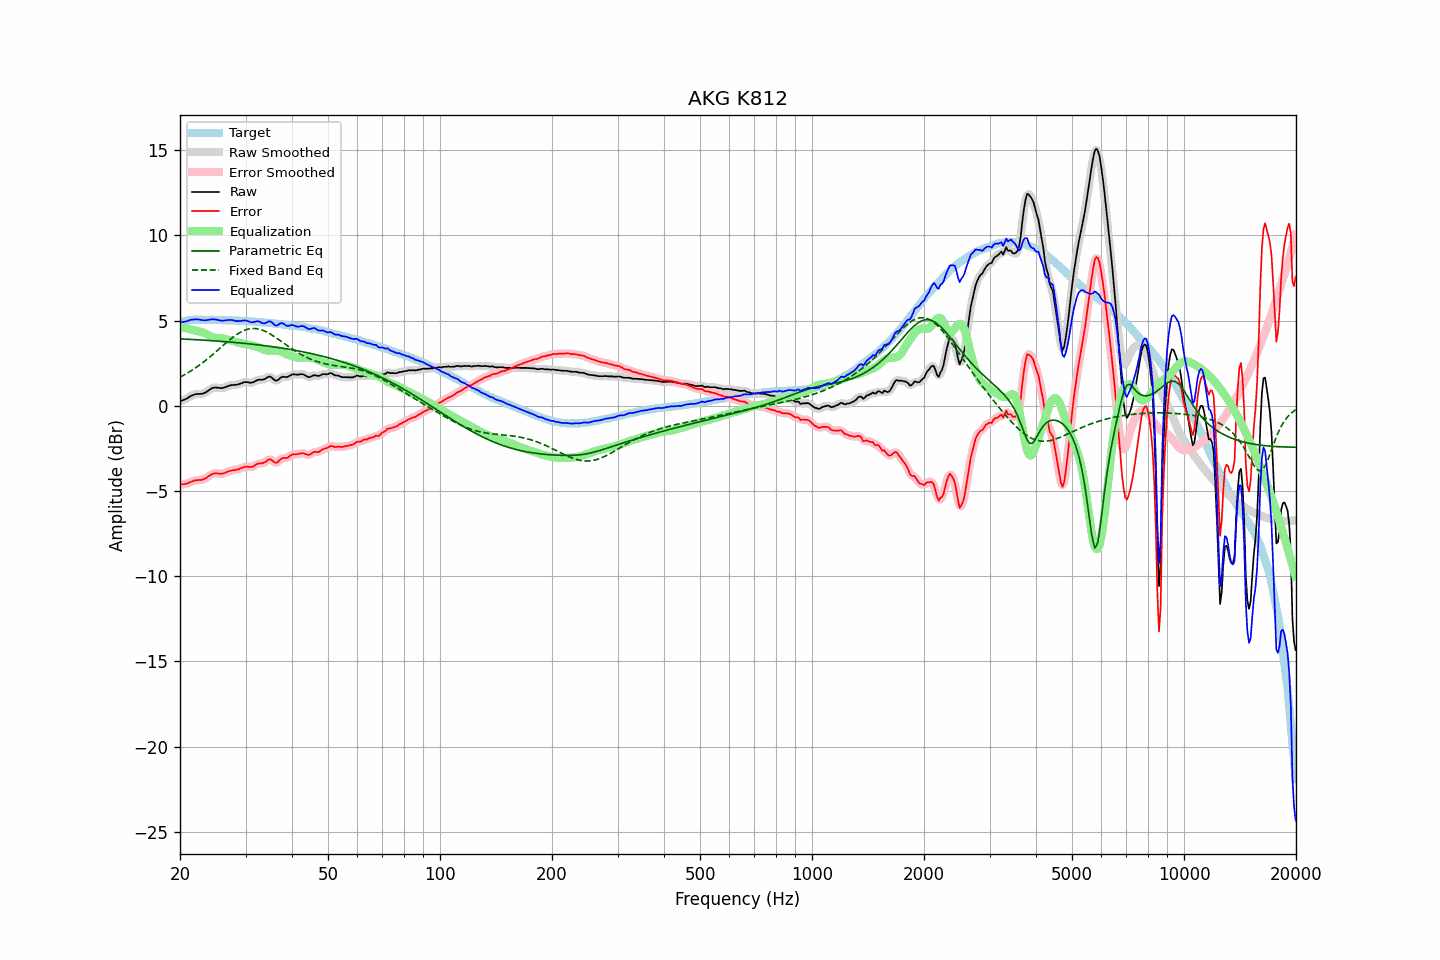 AKG K812
Target
Raw Smoothed
Error Smoothed
Raw
Error
Equalization
Parametric Eq
Fixed Band Eq
Equalized
15
10
5
0
−5
−10
−15
−20
−25
Amplitude (dBr)
20 50 100 200 500 1000 2000 5000 10000 20000
Frequency (Hz)